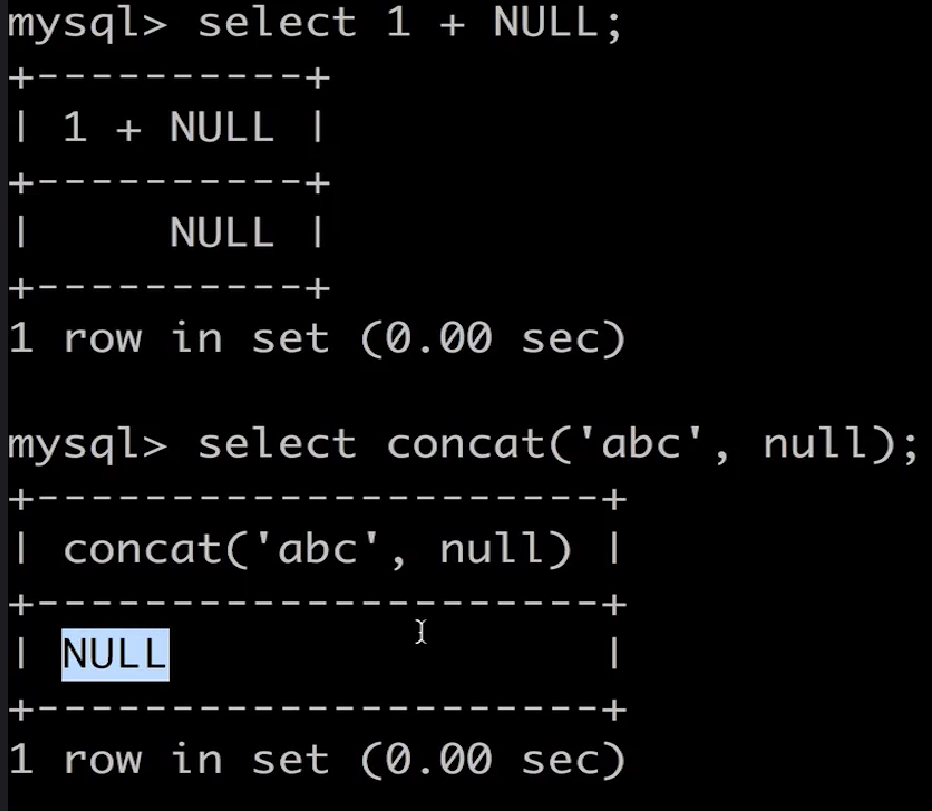 mysql> select 1 + NULL;
+----------+
| 1 + NULL |
+----------+
|     NULL |
+----------+
1 row in set (0.00 sec)

mysql> select concat('abc', null);
+---------------------+
| concat('abc', null) |
+---------------------+
| NULL                |
+---------------------+
1 row in set (0.00 sec)